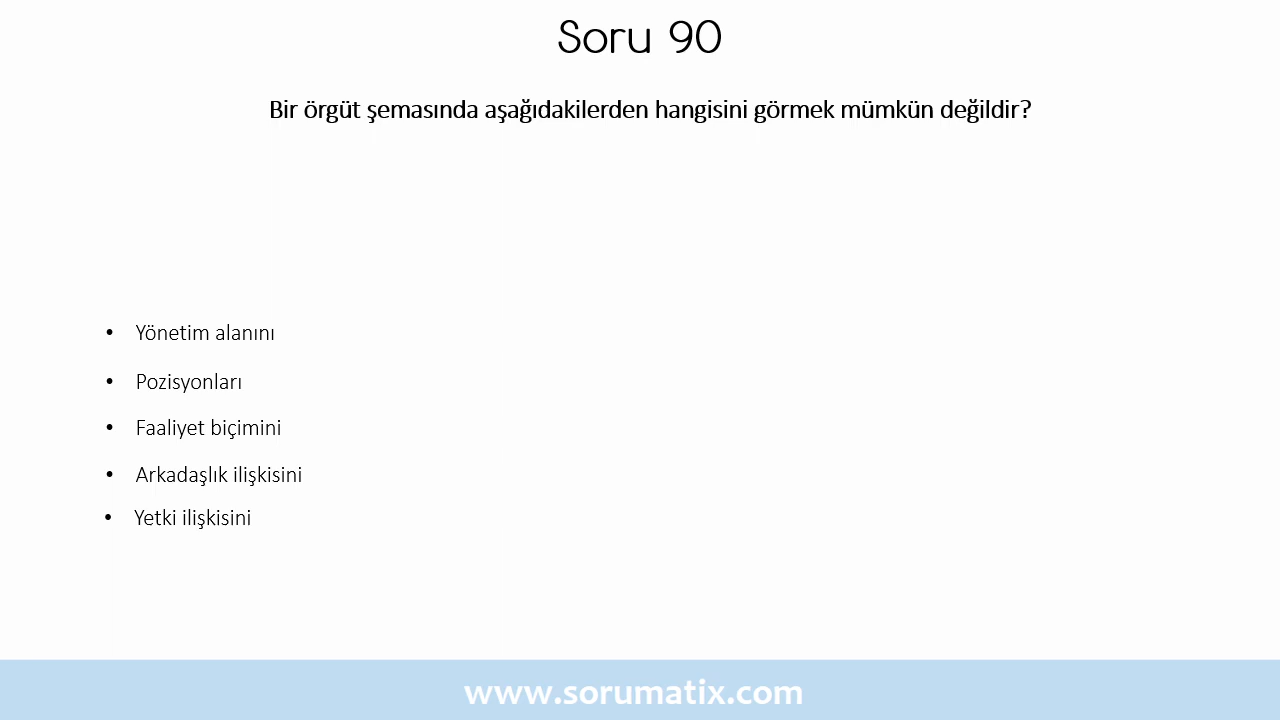 Soru 90
Bir örgüt şemasında aşağıdakilerden hangisini görmek mümkün değildir?
• Yönetim alanını
• Pozisyonları
• Faaliyet biçimini
• Arkadaşlık ilişkisini
• Yetki ilişkisini
www.sorumatix.com